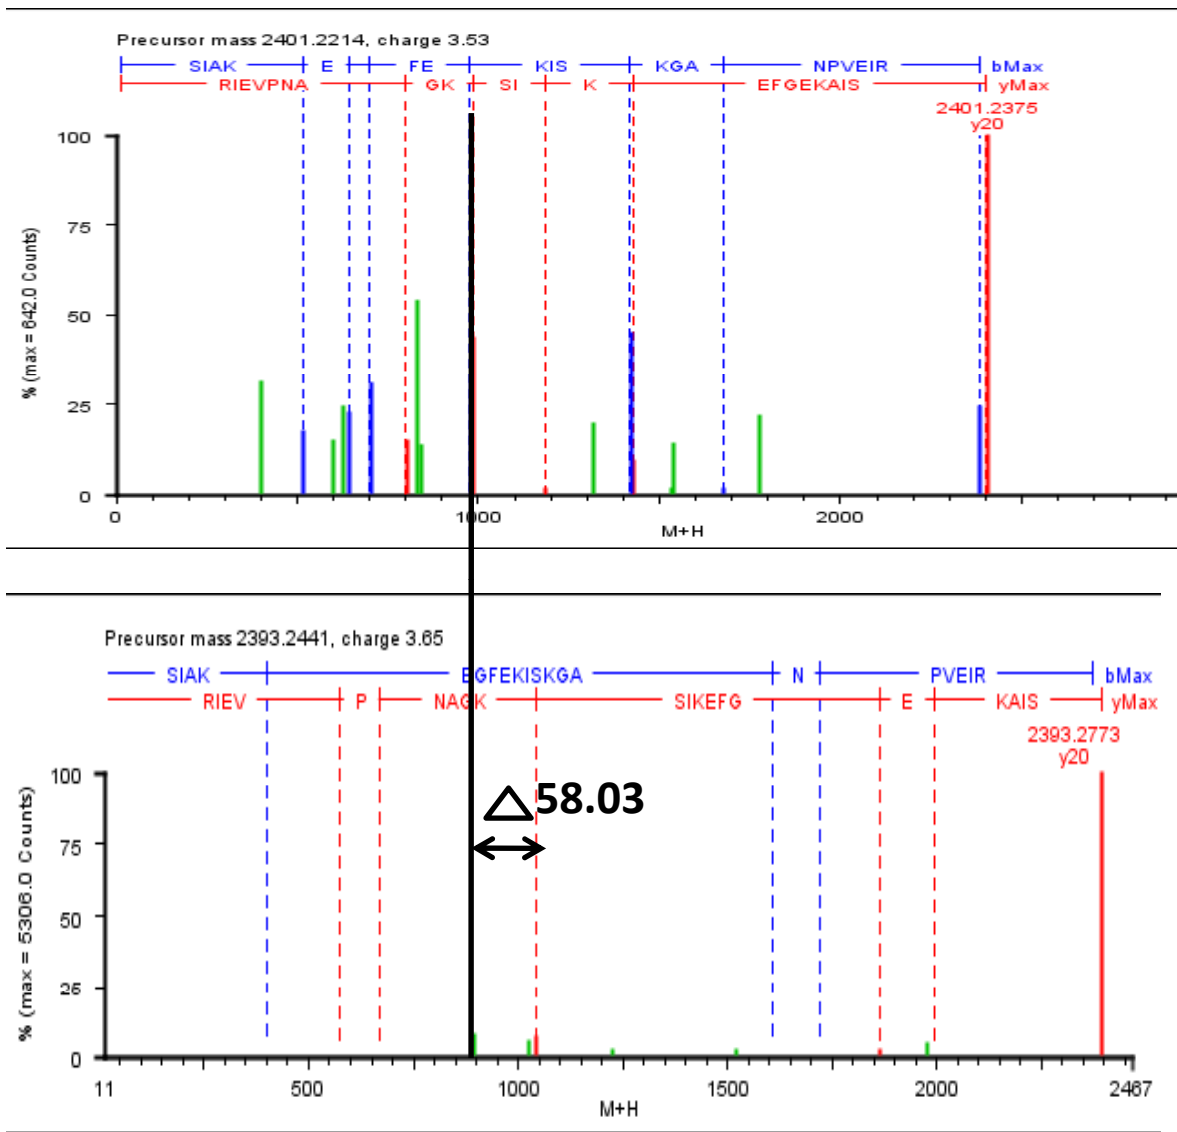 Precursor mass 2401.2214, charge 3.53
SIAK E FE KIS KGA NPVEIR bMax
RIEVPNA GK SI K EFGEKAIS yMax
2401.2375
y20
100
75
50
25
0
% (max = 642.0 Counts)
0 1000 2000
M+H
Precursor mass 2393.2441, charge 3.65
SIAK EGFEKISKGA N PVEIR bMax
RIEV P NAGK SIKEFG E KAIS yMax
2393.2773
y20
100
75
50
25
0
% (max = 5306.0 Counts)
△58.03
11 500 1000 1500 2000 2467
M+H